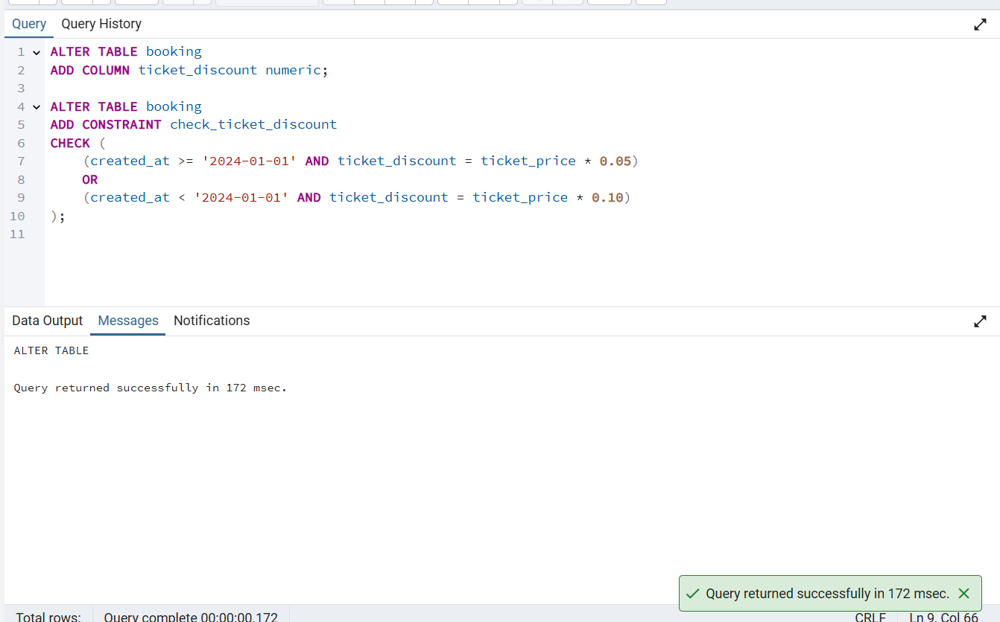 Query Query History
1 ALTER TABLE booking
2 ADD COLUMN ticket_discount numeric;
3
4 ALTER TABLE booking
5 ADD CONSTRAINT check_ticket_discount
6 CHECK (
7     (created_at >= '2024-01-01' AND ticket_discount = ticket_price * 0.05)
8     OR
9     (created_at < '2024-01-01' AND ticket_discount = ticket_price * 0.10)
10 );
11
Data Output Messages Notifications
ALTER TABLE
Query returned successfully in 172 msec.
Query returned successfully in 172 msec.
Total rows: Query complete 00:00:00.172 CRLF Ln 9, Col 66